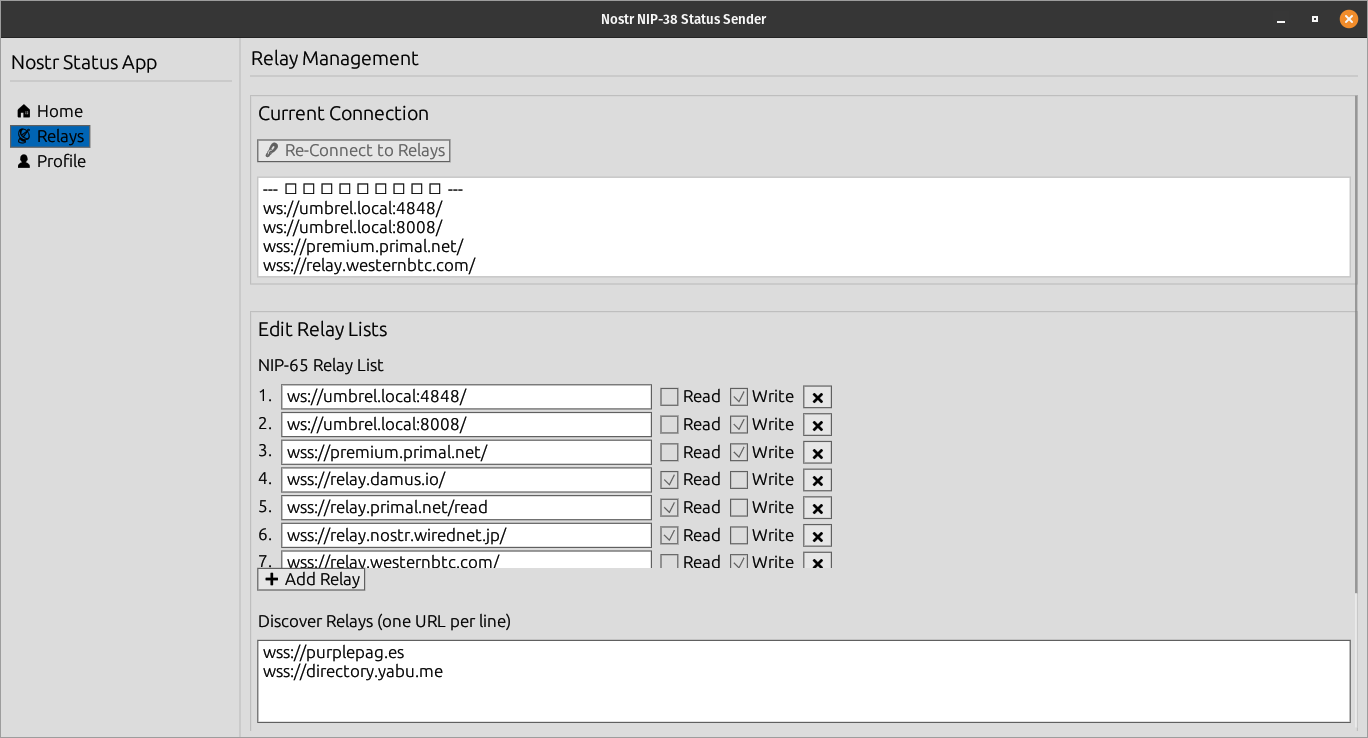 Nostr NIP-38 Status Sender
Nostr Status App
Home
Relays
Profile
Relay Management
Current Connection
Re-Connect to Relays
--- □ □ □ □ □ □ □ □ □ ---
ws://umbrel.local:4848/
ws://umbrel.local:8008/
wss://premium.primal.net/
wss://relay.westernbtc.com/
Edit Relay Lists
NIP-65 Relay List
1. ws://umbrel.local:4848/ Read Write
2. ws://umbrel.local:8008/ Read Write
3. wss://premium.primal.net/ Read Write
4. wss://relay.damus.io/ Read Write
5. wss://relay.primal.net/read Read Write
6. wss://relay.nostr.wirednet.jp/ Read Write
7. wss://relay.westernbtc.com/ Read Write
+ Add Relay
Discover Relays (one URL per line)
wss://purplepag.es
wss://directory.yabu.me